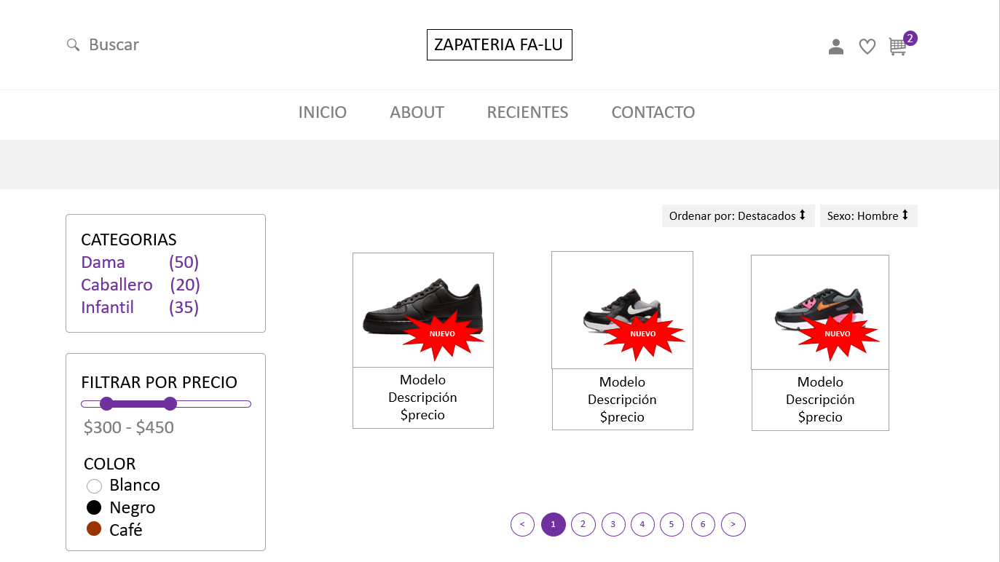 Buscar
ZAPATERIA FA-LU
2
INICIO
ABOUT
RECIENTES
CONTACTO
Ordenar por: Destacados
Sexo: Hombre
CATEGORIAS
Dama (50)
Caballero (20)
Infantil (35)
FILTRAR POR PRECIO
$300 - $450
COLOR
Blanco
Negro
Café
NUEVO
Modelo
Descripción
$precio
NUEVO
Modelo
Descripción
$precio
NUEVO
Modelo
Descripción
$precio
< 1 2 3 4 5 6 >